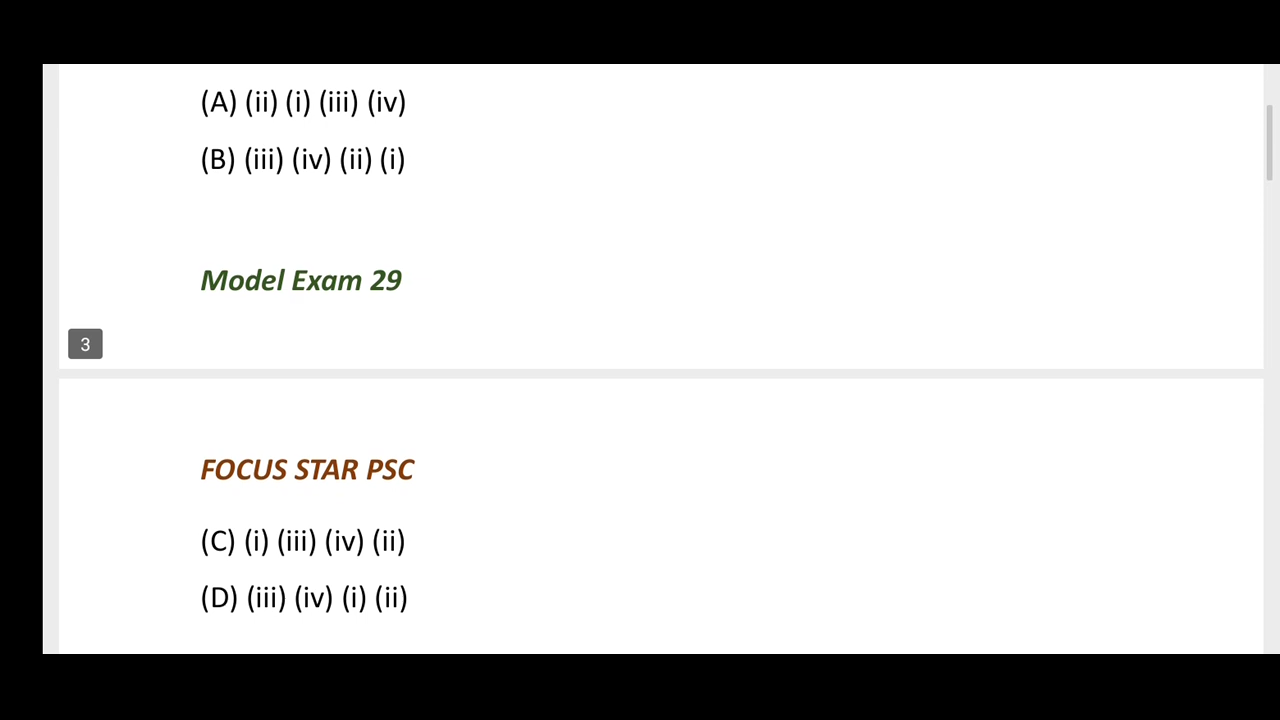 (A) (ii) (i) (iii) (iv)
(B) (iii) (iv) (ii) (i)
Model Exam 29
3
FOCUS STAR PSC
(C) (i) (iii) (iv) (ii)
(D) (iii) (iv) (i) (ii)